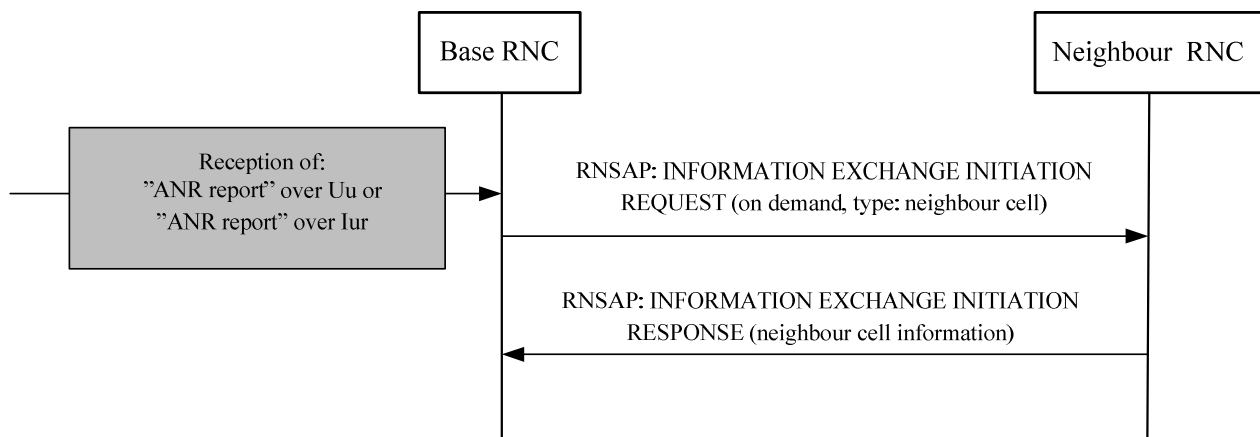 Base RNC
Neighbour RNC
Reception of:
”ANR report” over Uu or
”ANR report” over Iur
RNSAP: INFORMATION EXCHANGE INITIATION
REQUEST (on demand, type: neighbour cell)
RNSAP: INFORMATION EXCHANGE INITIATION
RESPONSE (neighbour cell information)